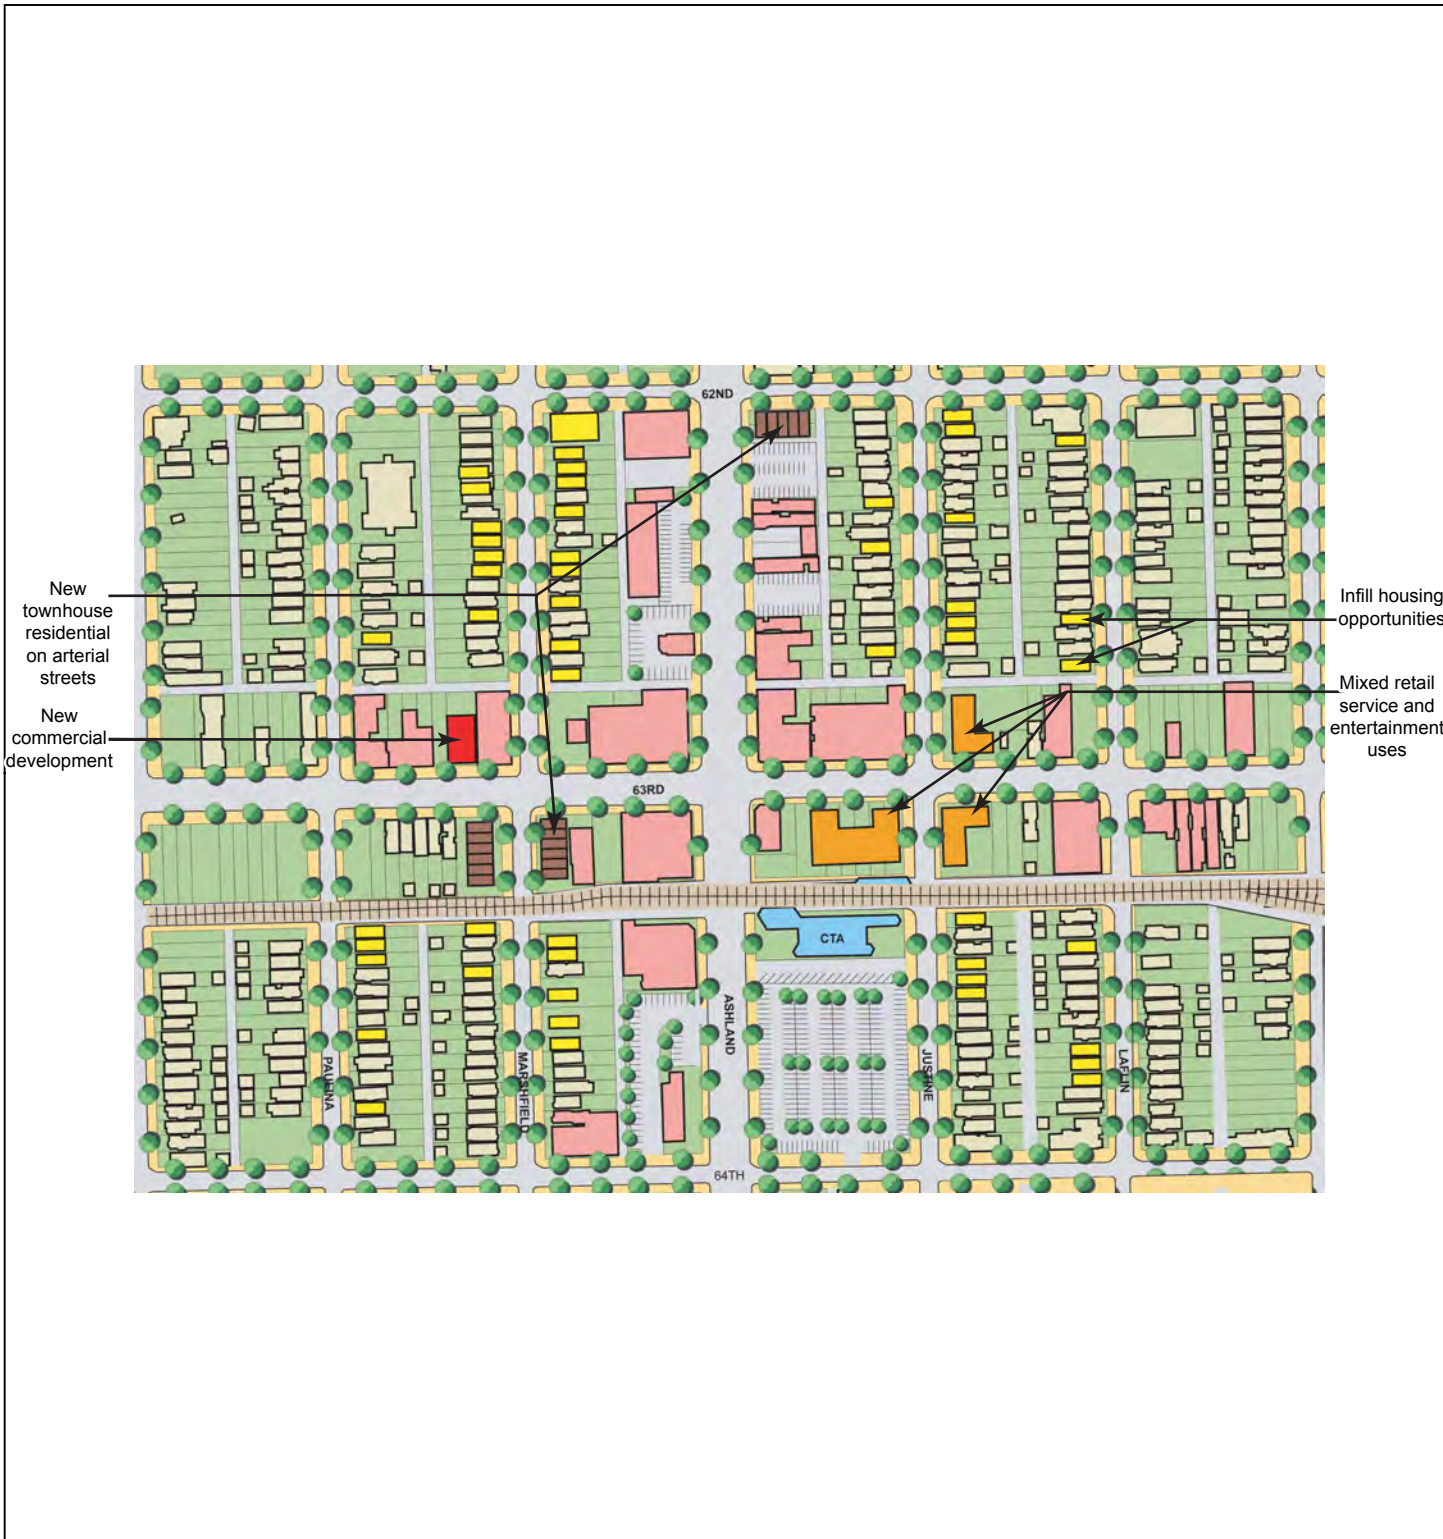 62ND
New
townhouse
residential
on arterial
streets
Infill housing
opportunities
New
commercial
development
Mixed retail
service and
entertainment
uses
63RD
CTA
ASHLAND
PAULINA
MARSHFIELD
JUSTINE
LAFLIN
64TH